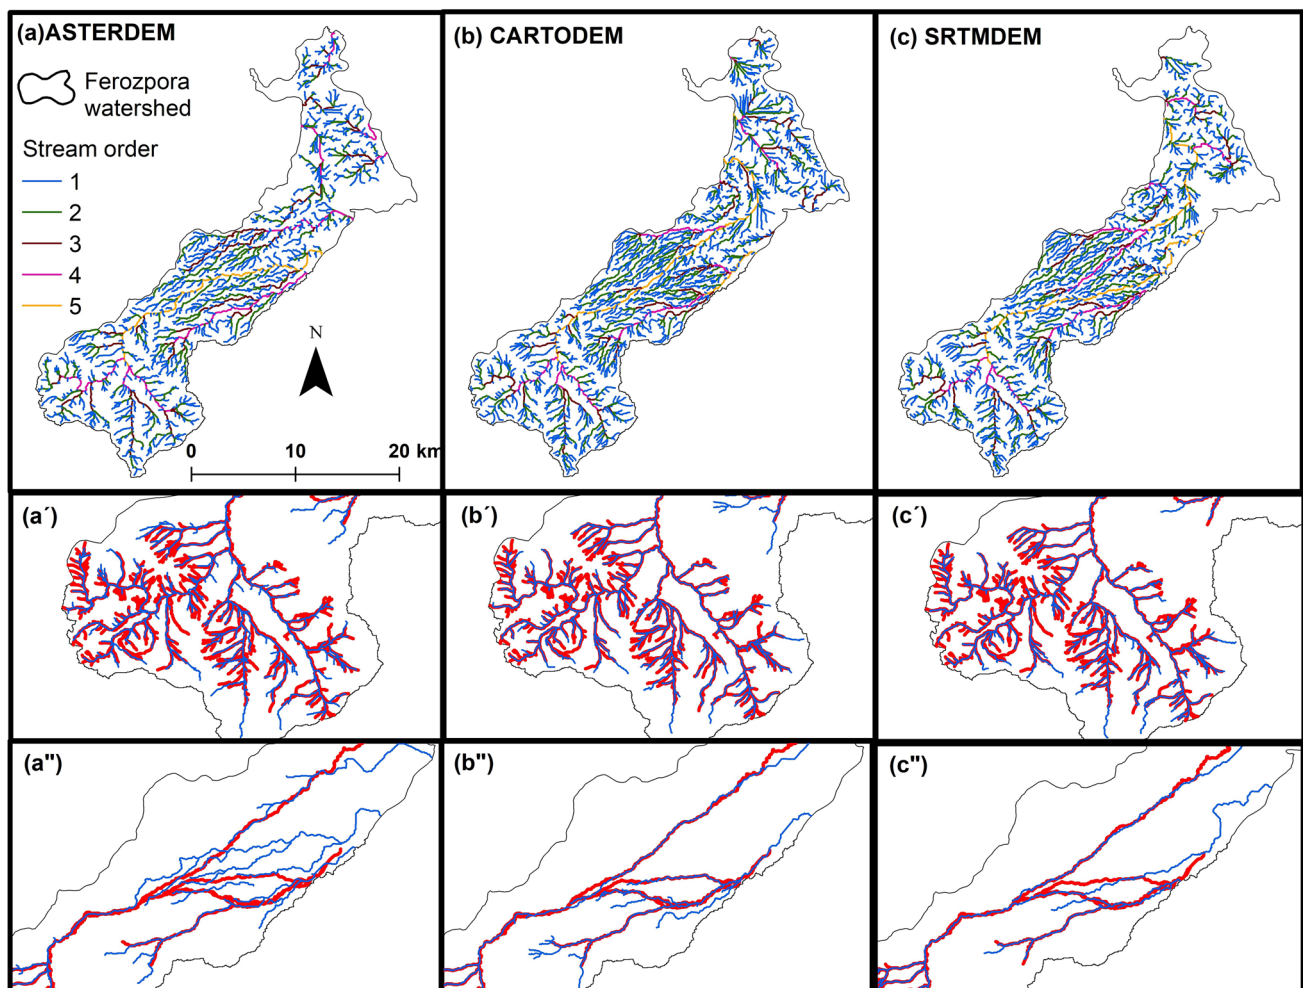 (a)ASTERDEM
Ferozpora
watershed
Stream order
1
2
3
4
5
N
0 10 20 km
(b) CARTODEM
(c) SRTMDEM
(a´)
(b´)
(c´)
(a")
(b")
(c")